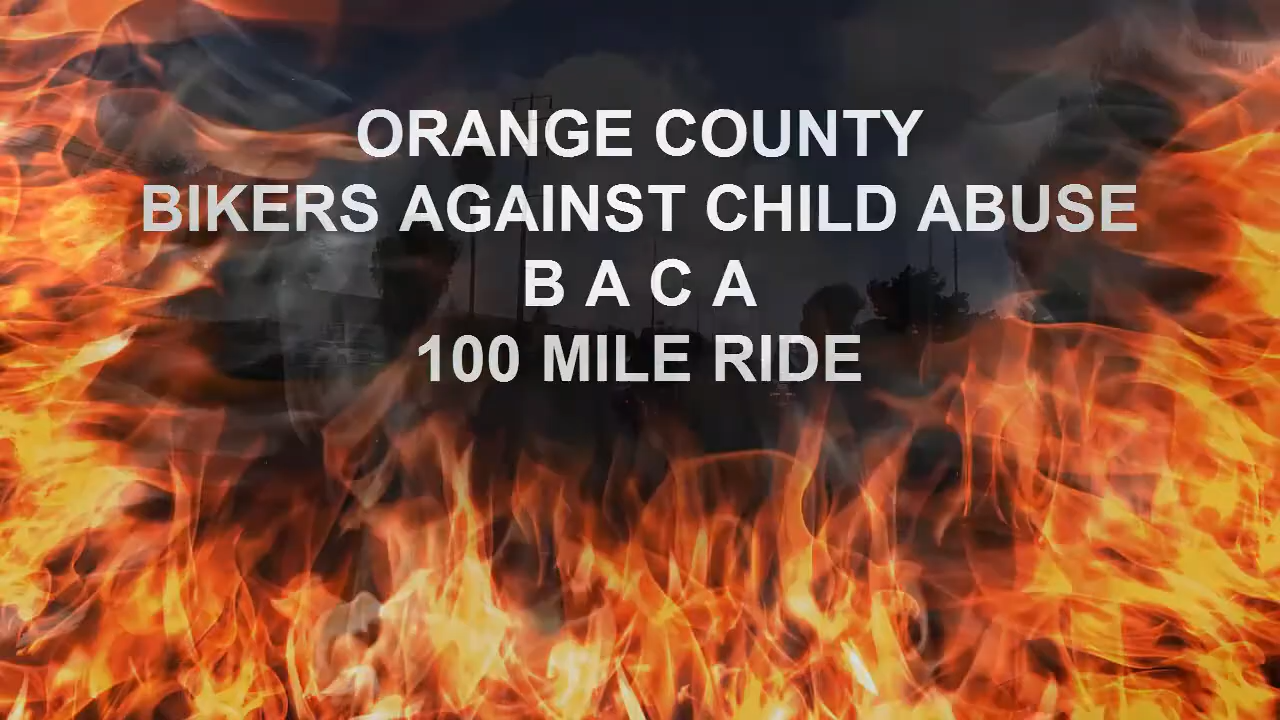 ORANGE COUNTY
BIKERS AGAINST CHILD ABUSE
B A C A
100 MILE RIDE